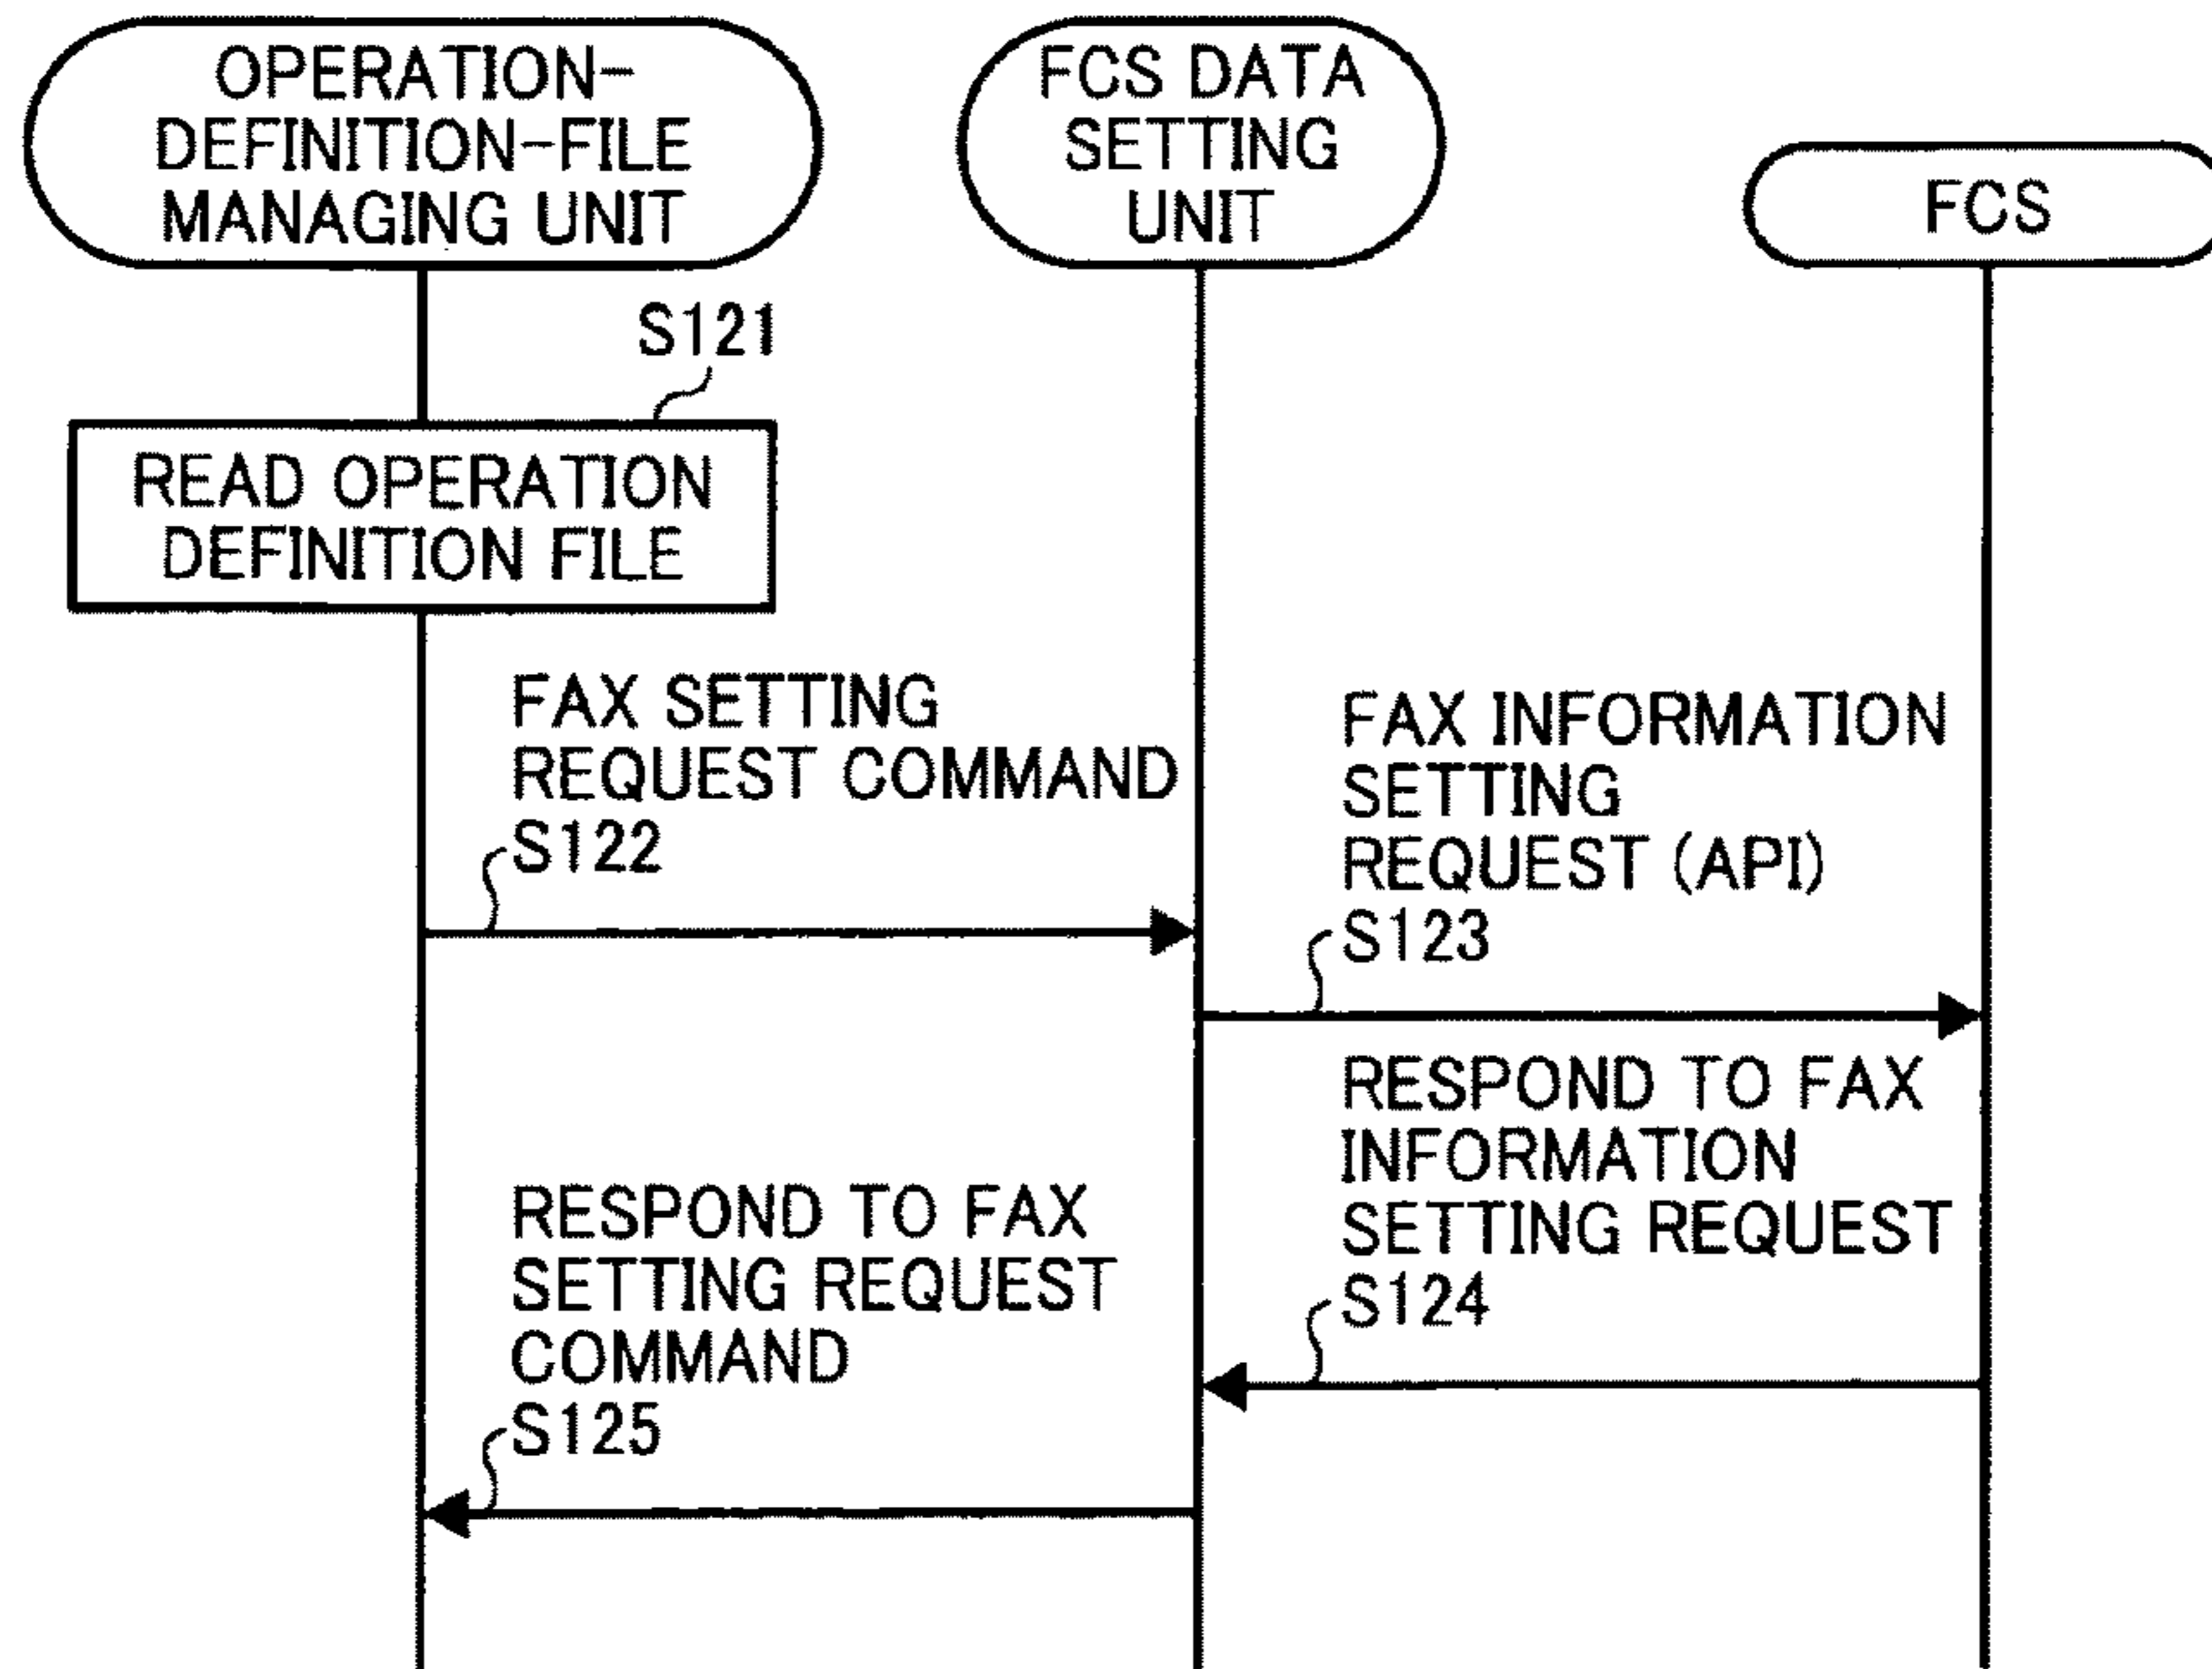 OPERATION-
DEFINITION-FILE
MANAGING UNIT
FCS DATA
SETTING
UNIT
FCS
S121
READ OPERATION
DEFINITION FILE
FAX SETTING
REQUEST COMMAND
S122
FAX INFORMATION
SETTING
REQUEST (API)
S123
RESPOND TO FAX
INFORMATION
SETTING REQUEST
S124
RESPOND TO FAX
SETTING REQUEST
COMMAND
S125